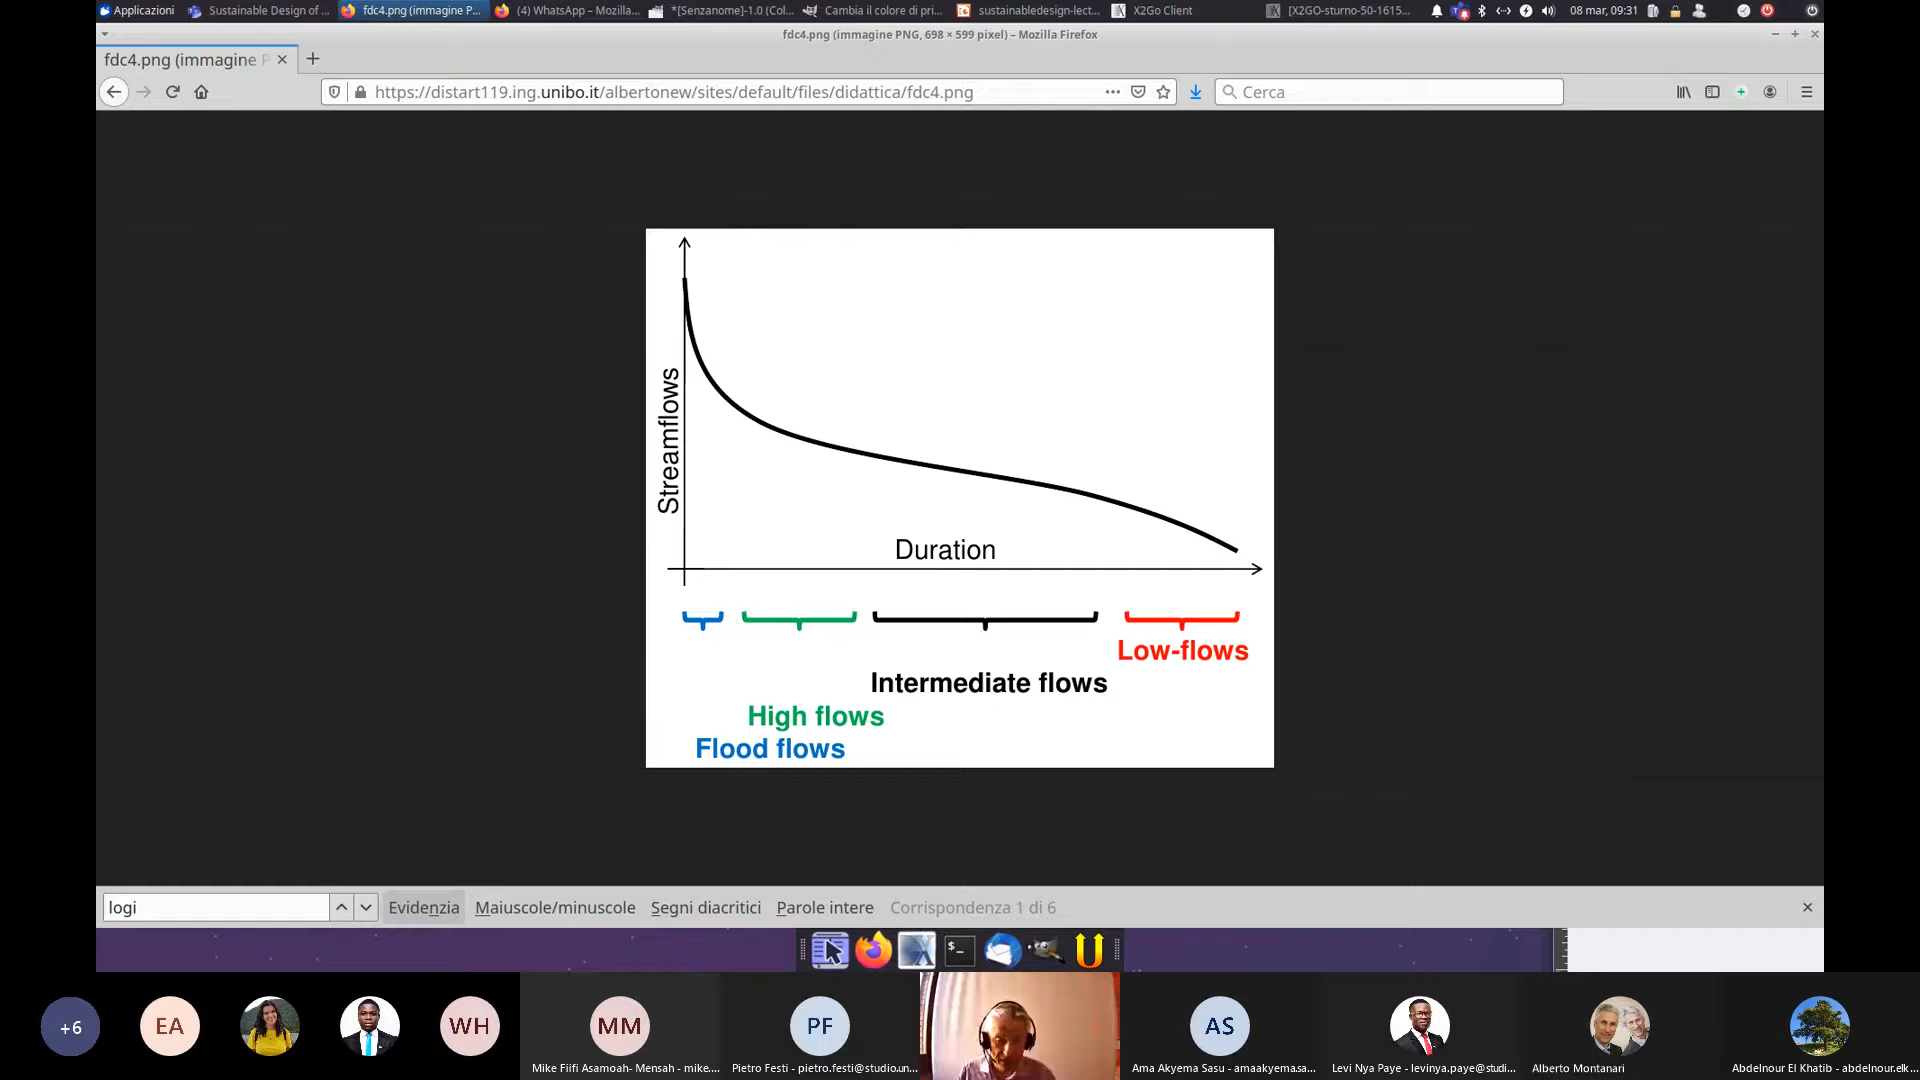 Applicazioni
Sustainable Design of ...
fdc4.png (immagine P...
(4) WhatsApp – Mozilla...
*[Senzanome]-1.0 (Col...
Cambia il colore di pri...
sustainabledesign-lect...
X2Go Client
[X2GO-sturno-50-1615...
08 mar, 09:31
fdc4.png (immagine PNG, 698 × 599 pixel) – Mozilla Firefox
fdc4.png (immagine P
https://distart119.ing.unibo.it/albertonew/sites/default/files/didattica/fdc4.png
Cerca
Streamflows
Duration
Low-flows
Intermediate flows
High flows
Flood flows
logi
Evidenzia
Maiuscole/minuscole
Segni diacritici
Parole intere
Corrispondenza 1 di 6
+6
EA
WH
MM
PF
AS
Mike Fiifi Asamoah- Mensah - mike....
Pietro Festi - pietro.festi@studio.un...
Ama Akyema Sasu - amaakyema.sa...
Levi Nya Paye - levinya.paye@studi...
Alberto Montanari
Abdelnour El Khatib - abdelnour.elk...